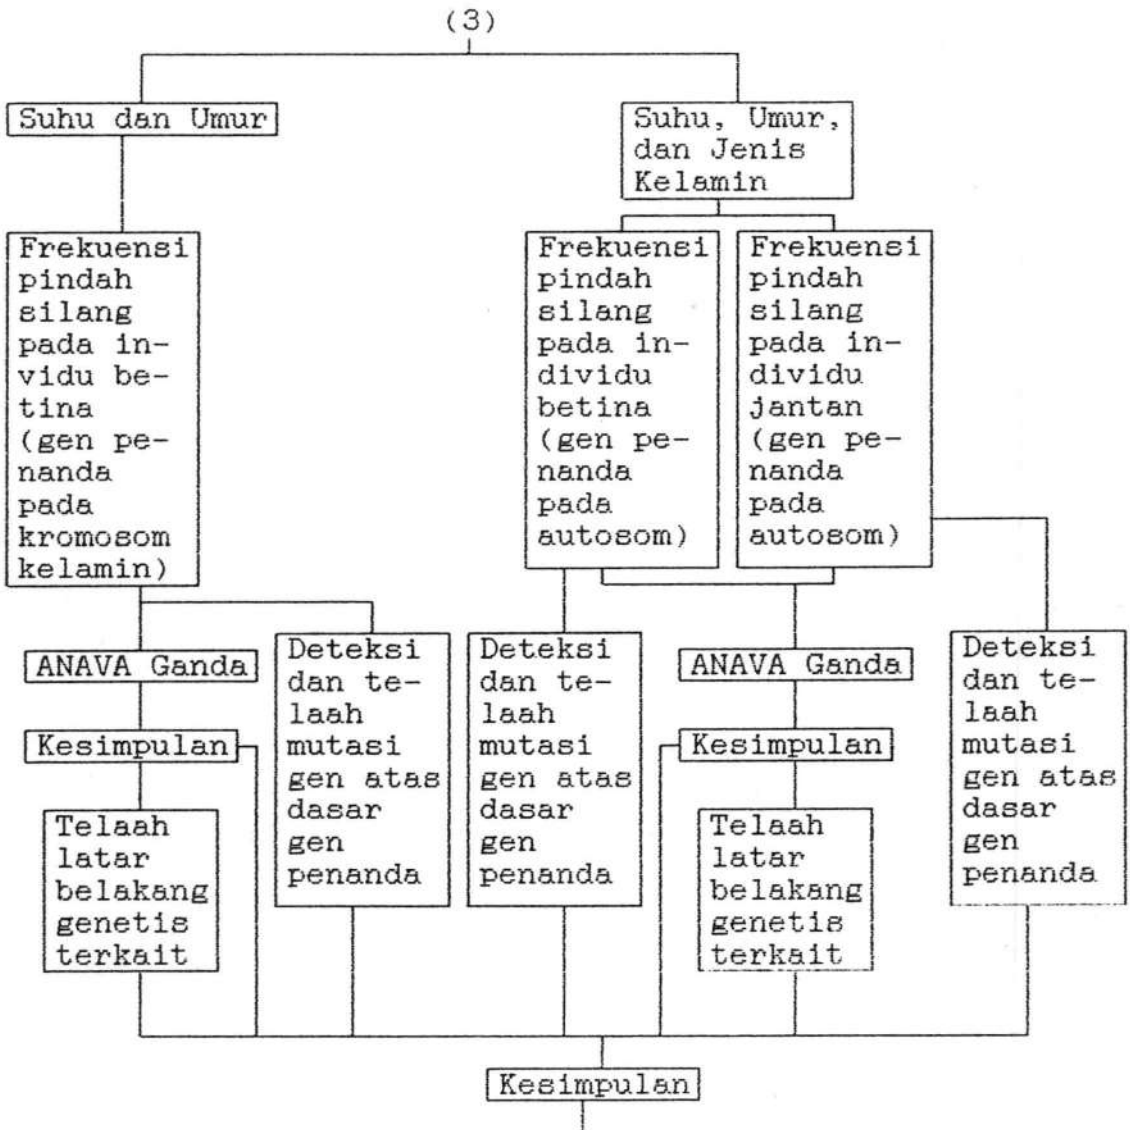 (3)
Suhu dan Umur
Suhu, Umur,
dan Jenis
Kelamin
Frekuensi
pindah
silang
pada in-
vidu be-
tina
(gen pe-
nanda
pada
kromosom
kelamin)
Frekuensi
pindah
silang
pada in-
dividu
betina
(gen pe-
nanda
pada
autosom)
Frekuensi
pindah
silang
pada in-
dividu
jantan
(gen pe-
nanda
pada
autosom)
ANAVA Ganda
Kesimpulan
Telaah
latar
belakang
genetis
terkait
Deteksi
dan te-
laah
mutasi
gen atas
dasar
gen
penanda
Deteksi
dan te-
laah
mutasi
gen atas
dasar
gen
penanda
ANAVA Ganda
Kesimpulan
Telaah
latar
belakang
genetis
terkait
Deteksi
dan te-
laah
mutasi
gen atas
dasar
gen
penanda
Kesimpulan